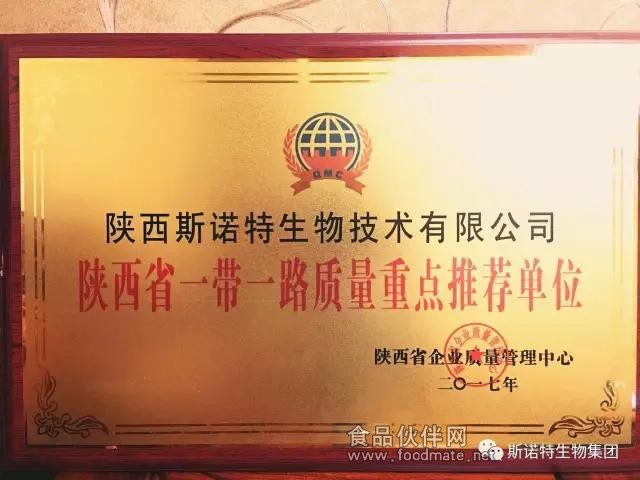 QMC
陕西斯诺特生物技术有限公司
陕西省一带一路质量重点推荐单位
陕西省企业质量管理中心
二〇一七年
食品伙伴网
www.foodmate.net
斯诺特生物集团